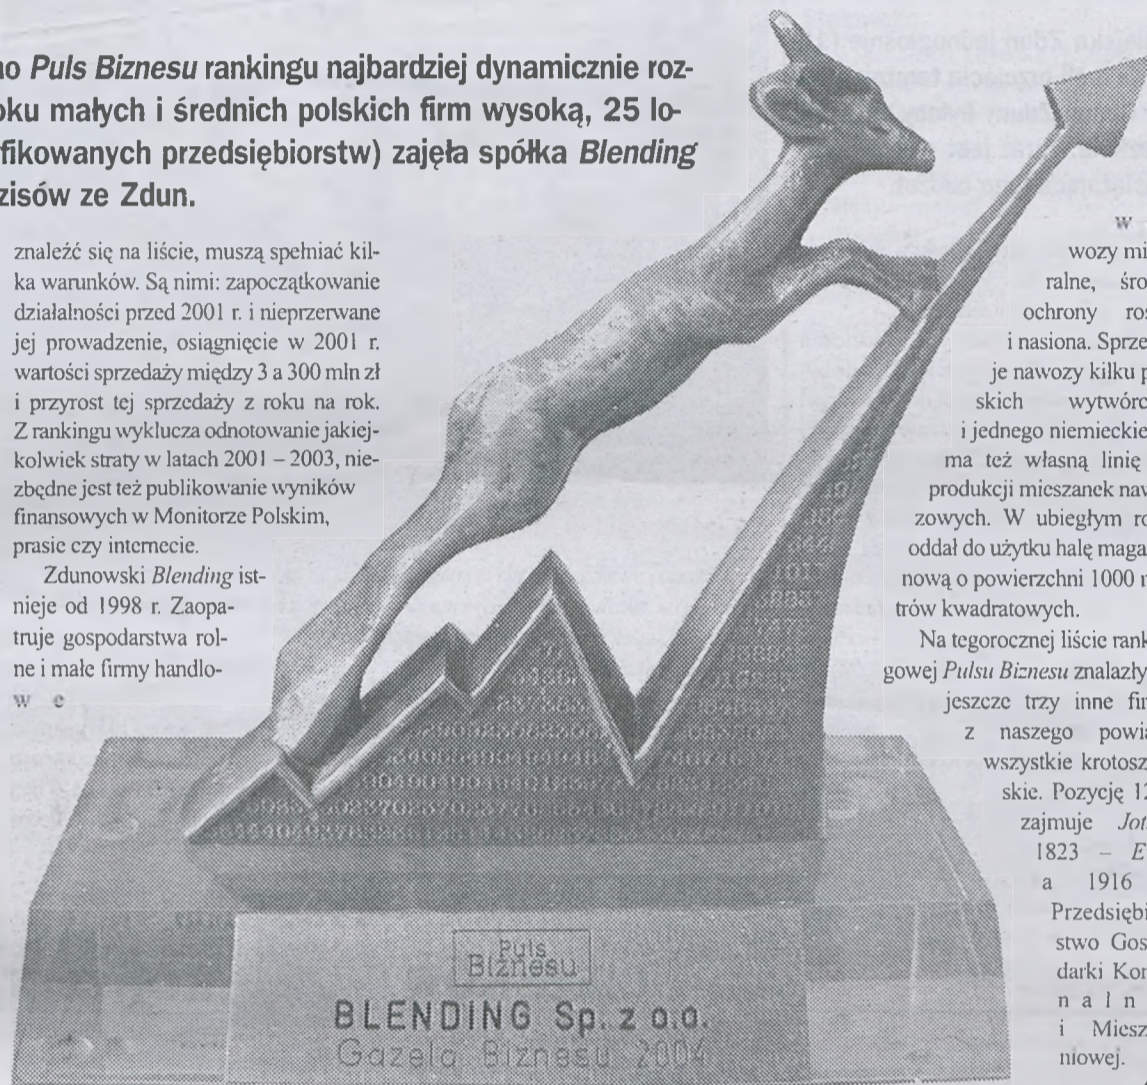 no Puls Biznesu rankingu najbardziej dynamicznie roz-
oku małych i średnich polskich firm wysoką, 25 lo-
fikowanych przedsiębiorstw) zajęła spółka Blending
zisów ze Zdun.
znaleźć się na liście, muszą spełniać kil-
ka warunków. Są nimi: zapoczątkowanie
działalności przed 2001 r. i nieprzerwane
jej prowadzenie, osiągnięcie w 2001 r.
wartości sprzedaży między 3 a 300 mln zł
i przyrost tej sprzedaży z roku na rok.
Z rankingu wyklucza odnotowanie jakiej-
kolwiek straty w latach 2001 – 2003, nie-
zbędne jest też publikowanie wyników
finansowych w Monitorze Polskim,
prasie czy internecie.
Zdunowski Blending ist-
nieje od 1998 r. Zaopa-
truje gospodarstwa rol-
ne i małe firmy handlo-
w e
w
wozy mi
ralne, śro
ochrony roś
i nasiona. Sprze
je nawozy kilku p
skich wytwórc
i jednego niemieckie
ma też własną linię
produkcji mieszanek naw
zowych. W ubiegłym ro
oddał do użytku halę maga
nową o powierzchni 1000 m
trów kwadratowych.
Na tegorocznej liście rank
gowej Pulsu Biznesu znalazły
jeszcze trzy inne fir
z naszego powia
wszystkie krotosz
skie. Pozycję 12
zajmuje Jot
1823 – E
a 1916
Przedsiębi
stwo Gos
darki Kor
n a l n
i Miesz
niowej.
Puls
Biznesu
BLENDING Sp. z o.o.
Gazela Biznesu 2004